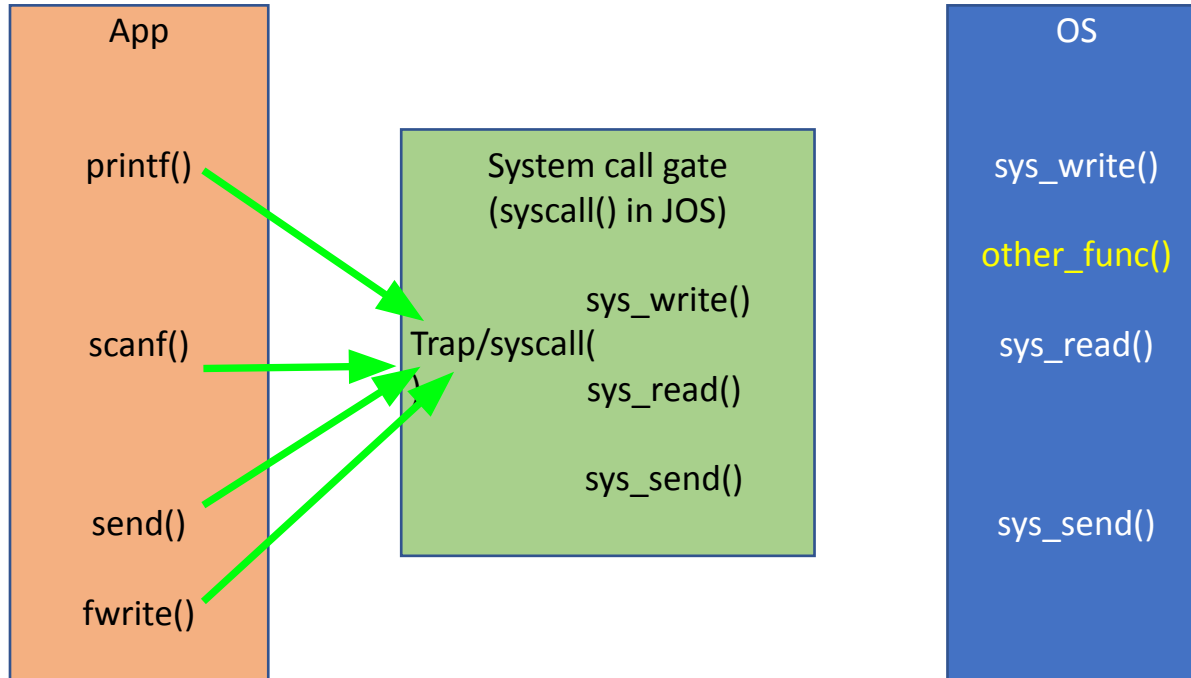 App
printf()
scanf()
send()
fwrite()
System call gate
(syscall() in JOS)
sys_write()
Trap/syscall(
)
sys_read()
sys_send()
OS
sys_write()
other_func()
sys_read()
sys_send()